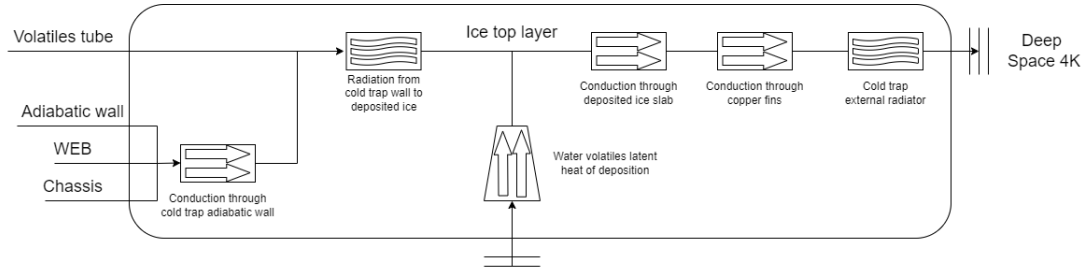 Volatiles tube
Ice top layer
Deep
Space 4K
Radiation from
cold trap wall to
deposited ice
Conduction through
deposited ice slab
Conduction through
copper fins
Cold trap
external radiator
Adiabatic wall
WEB
Chassis
Conduction through
cold trap adiabatic wall
Water volatiles latent
heat of deposition